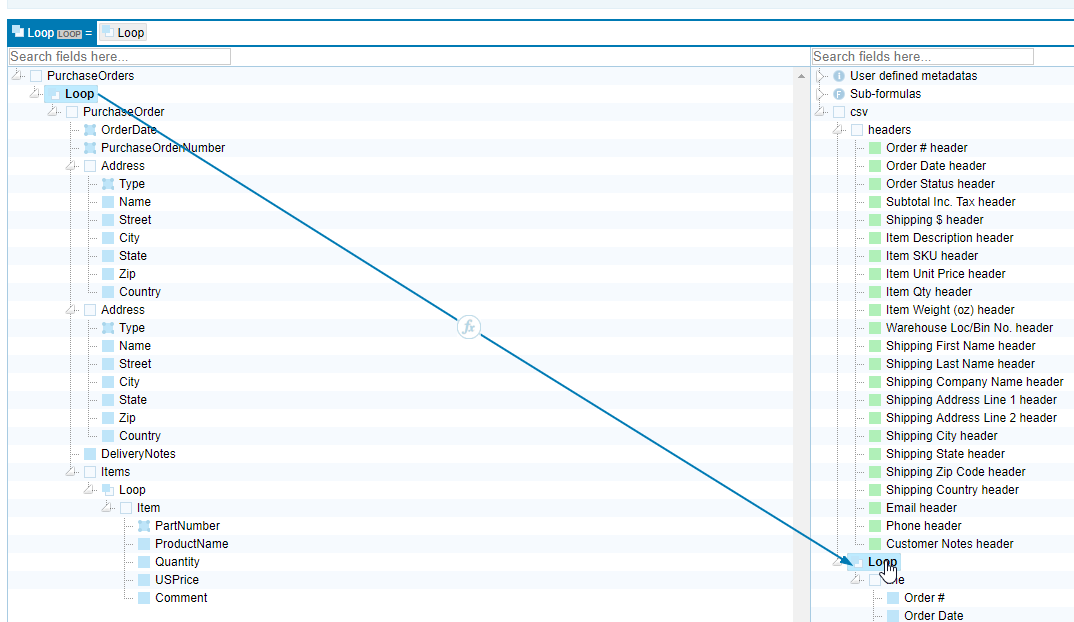 Loop LOOP = Loop
Search fields here...
PurchaseOrders
Loop
PurchaseOrder
OrderDate
PurchaseOrderNumber
Address
Type
Name
Street
City
State
Zip
Country
Address
Type
Name
Street
City
State
Zip
Country
DeliveryNotes
Items
Loop
Item
PartNumber
ProductName
Quantity
USPrice
Comment
fx
Search fields here...
I User defined metadatas
F Sub-formulas
csv
headers
Order # header
Order Date header
Order Status header
Subtotal Inc. Tax header
Shipping $ header
Item Description header
Item SKU header
Item Unit Price header
Item Qty header
Item Weight (oz) header
Warehouse Loc/Bin No. header
Shipping First Name header
Shipping Last Name header
Shipping Company Name header
Shipping Address Line 1 header
Shipping Address Line 2 header
Shipping City header
Shipping State header
Shipping Zip Code header
Shipping Country header
Email header
Phone header
Customer Notes header
Loop
Order #
Order Date